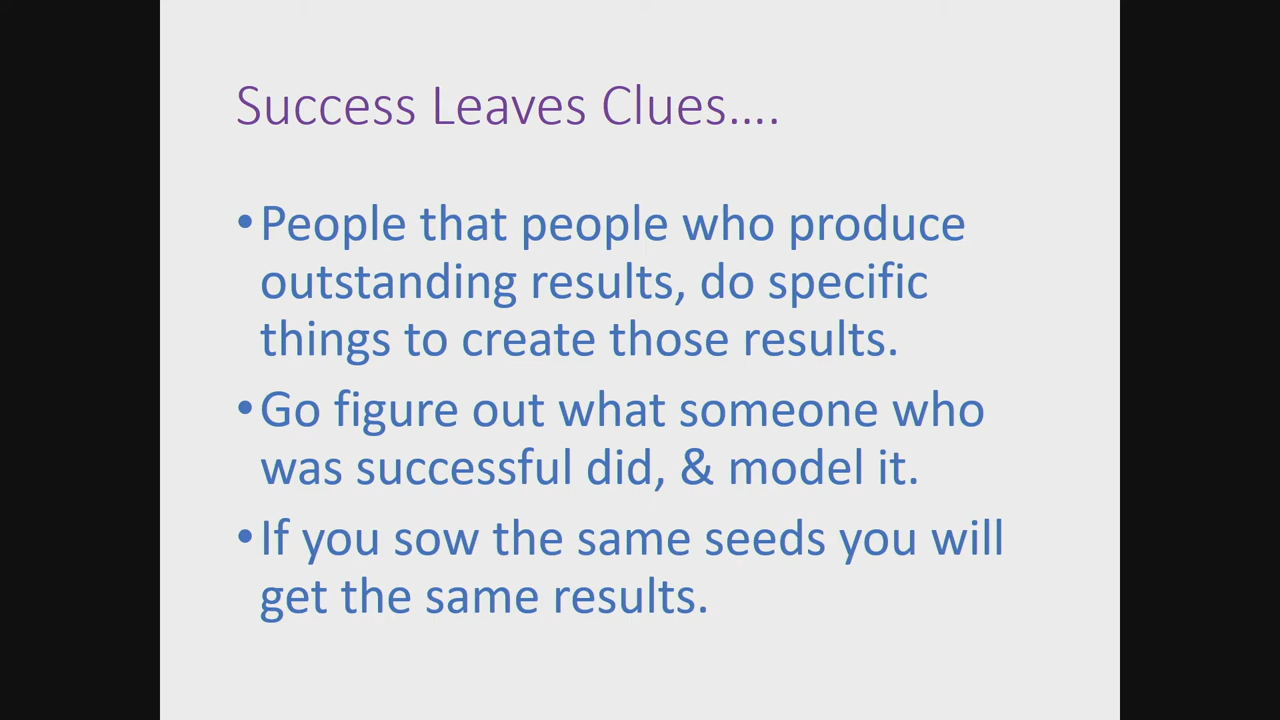 Success Leaves Clues....
•People that people who produce
outstanding results, do specific
things to create those results.
•Go figure out what someone who
was successful did, & model it.
•If you sow the same seeds you will
get the same results.